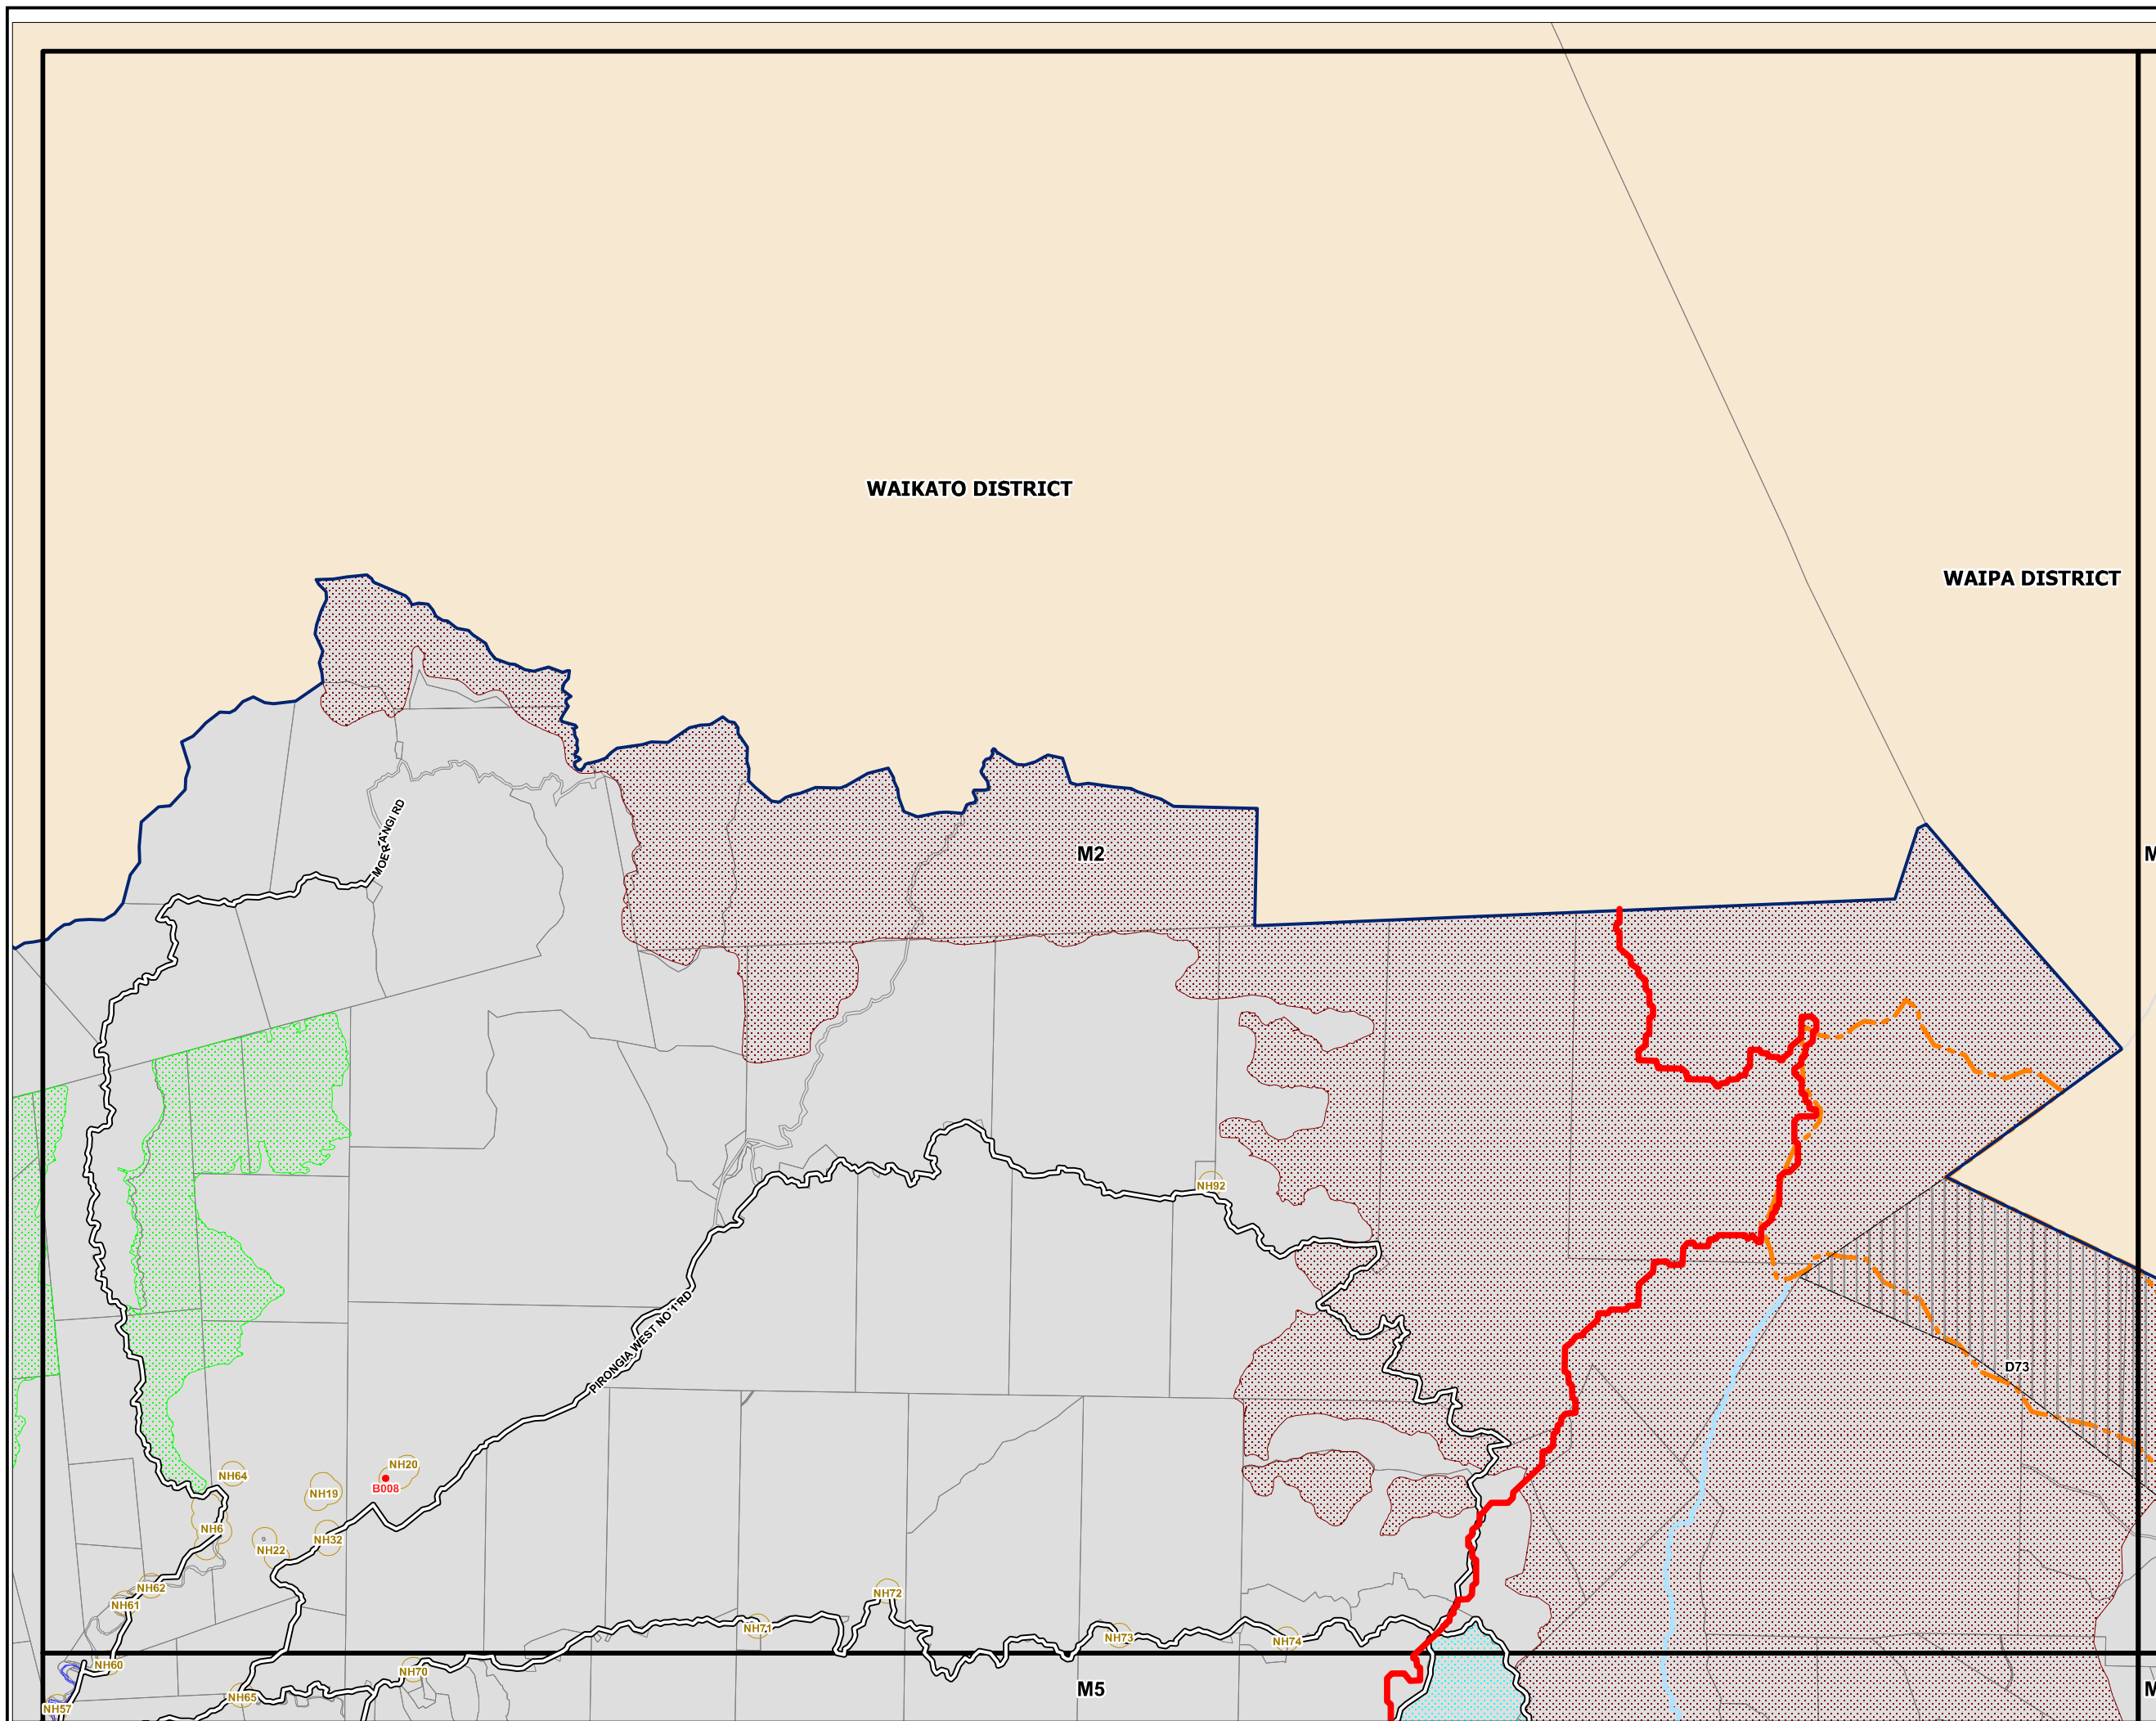 WAIKATO DISTRICT
WAIPA DISTRICT
MOERANGI RD
M2
M
NH92
PIRONGIA WEST NO 1 RD
D73
NH64
NH20
B008
NH19
NH6
NH32
NH22
NH62
NH61
NH72
NH71
NH73
NH74
NH60
NH70
NH65
NH57
M5
M